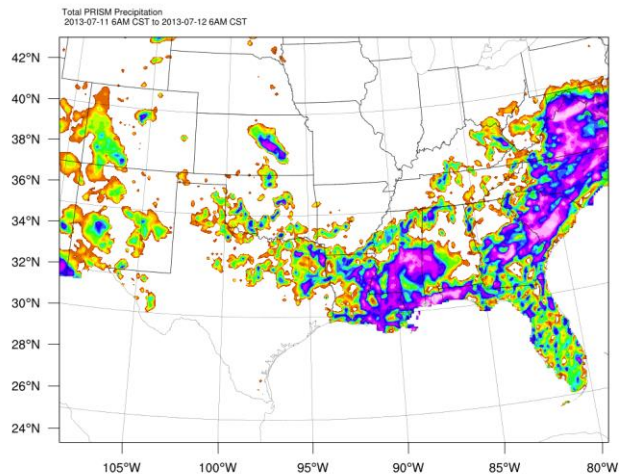 Total PRISM Precipitation
2013-07-11 6AM CST to 2013-07-12 6AM CST
42°N
40°N
38°N
36°N
34°N
32°N
30°N
28°N
26°N
24°N
105°W 100°W 95°W 90°W 85°W 80°W